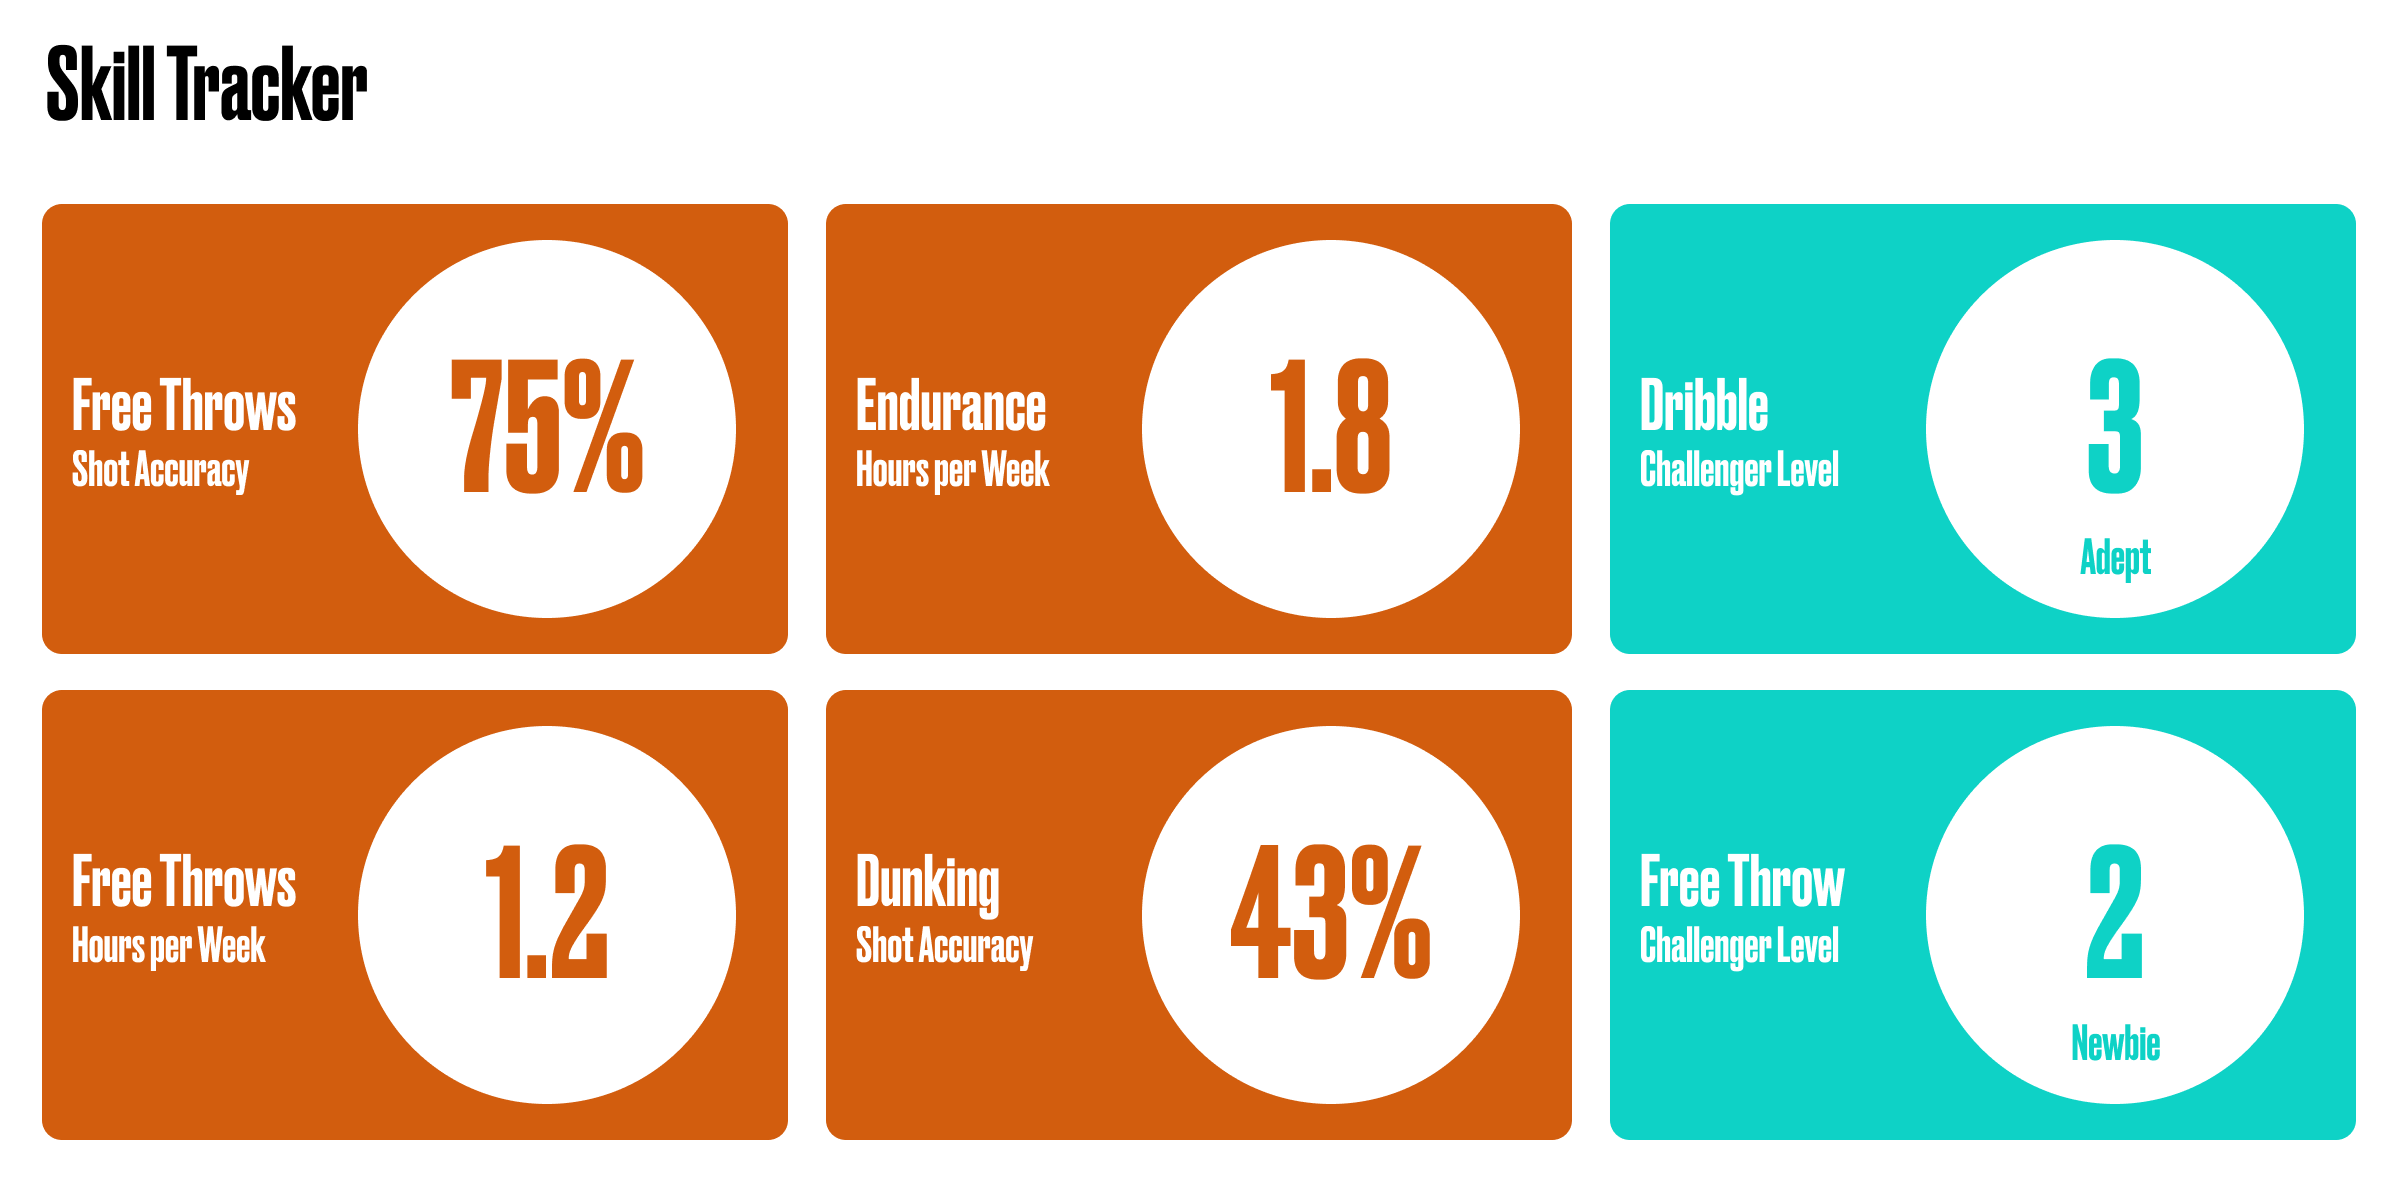 Skill Tracker
Free Throws
Shot Accuracy
75%
Endurance
Hours per Week
1.8
Dribble
Challenger Level
3
Adept
Free Throws
Hours per Week
1.2
Dunking
Shot Accuracy
43%
Free Throw
Challenger Level
2
Newbie